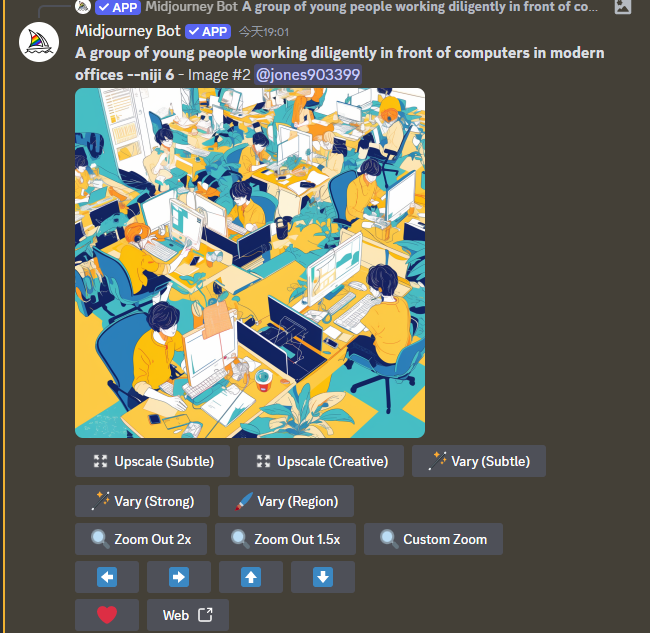 APP Midjourney Bot A group of young people working diligently in front of co...
Midjourney Bot APP 今天19:01
A group of young people working diligently in front of computers in modern
offices --niji 6 - Image #2 @jones903399
Upscale (Subtle) Upscale (Creative) Vary (Subtle)
Vary (Strong) Vary (Region)
Zoom Out 2x Zoom Out 1.5x Custom Zoom
Web